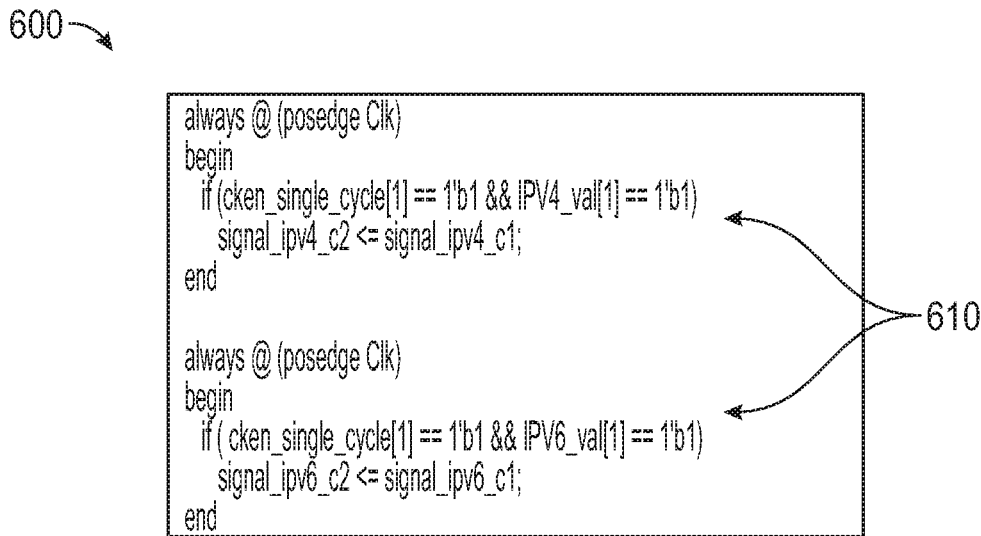 600
always @ (posedge Clk)
begin
if (cken_single_cycle[1] == 1'b1 && IPV4_val[1] == 1'b1)
signal_ipv4_c2 <= signal_ipv4_c1;
end
610
always @ (posedge Clk)
begin
if ( cken_single_cycle[1] == 1'b1 && IPV6_val[1] == 1'b1)
signal_ipv6_c2 <= signal_ipv6_c1;
end